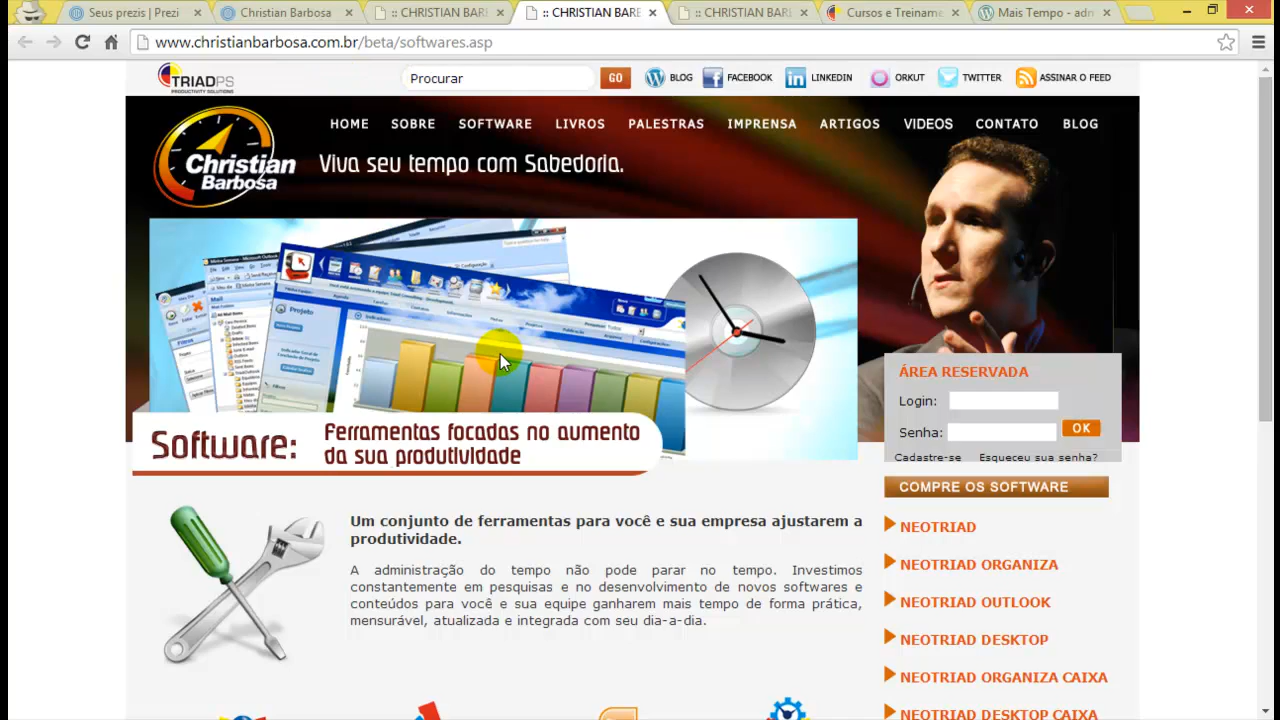 Seus prezis | Prezi
Christian Barbosa
:: CHRISTIAN BAR
:: CHRISTIAN BARB
:: CHRISTIAN BAR
Cursos e Treiname
Mais Tempo - adm
www.christianbarbosa.com.br/beta/softwares.asp
TRIADPS
PRODUCTIVITY SOLUTIONS
Procurar
GO
BLOG
FACEBOOK
LINKEDIN
ORKUT
TWITTER
ASSINAR O FEED
HOME SOBRE SOFTWARE LIVROS PALESTRAS IMPRENSA ARTIGOS VIDEOS CONTATO BLOG
Christian
Barbosa
Viva seu tempo com Sabedoria.
Projeto
Software:
Ferramentas focadas no aumento
da sua produtividade
ÁREA RESERVADA
Login:
Senha:
OK
Cadastre-se Esqueceu sua senha?
COMPRE OS SOFTWARE
NEOTRIAD
NEOTRIAD ORGANIZA
NEOTRIAD OUTLOOK
NEOTRIAD DESKTOP
NEOTRIAD ORGANIZA CAIXA
NEOTRIAD DESKTOP CAIXA
Um conjunto de ferramentas para você e sua empresa ajustarem a
produtividade.
A administração do tempo não pode parar no tempo. Investimos
constantemente em pesquisas e no desenvolvimento de novos softwares e
conteúdos para você e sua equipe ganharem mais tempo de forma prática,
mensurável, atualizada e integrada com seu dia-a-dia.